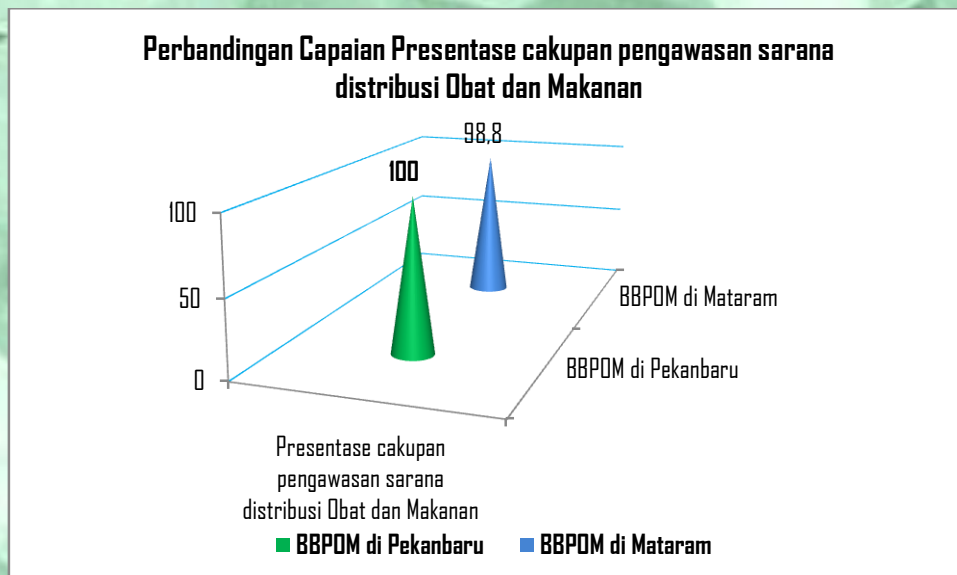 Perbandingan Capaian Presentase cakupan pengawasan sarana
distribusi Obat dan Makanan
98,8
100
100
50
0
BBPOM di Mataram
BBPOM di Pekanbaru
Presentase cakupan
pengawasan sarana
distribusi Obat dan Makanan
BBPOM di Pekanbaru BBPOM di Mataram